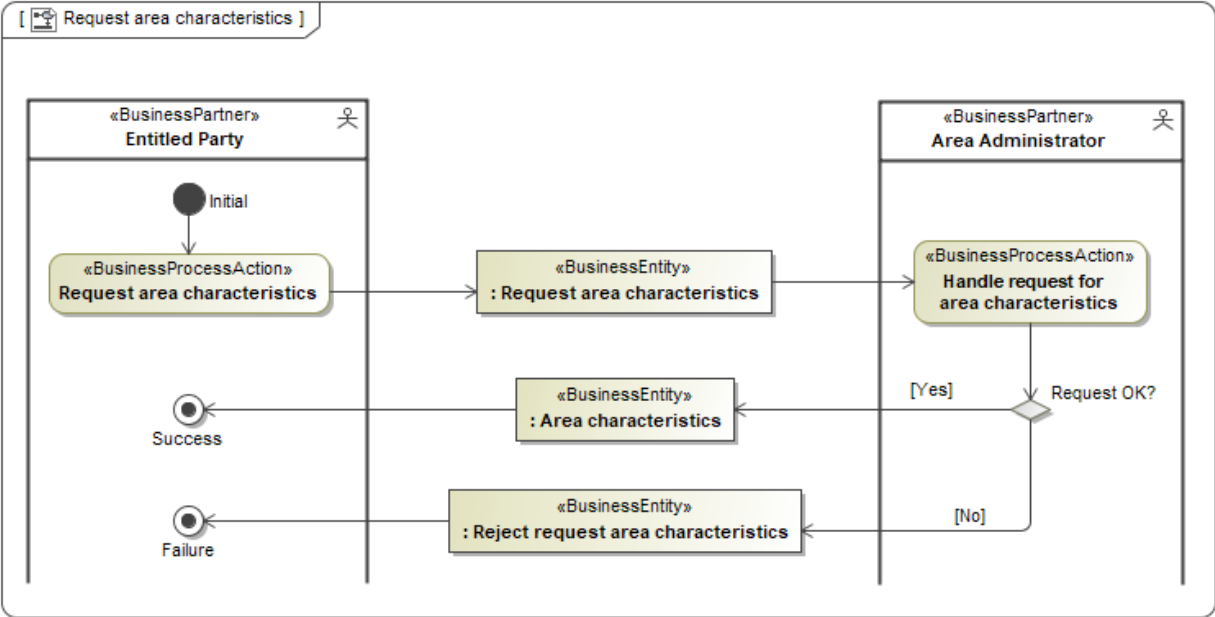 [ Request area characteristics ]
«BusinessPartner»
Entitled Party
«BusinessPartner»
Area Administrator
Initial
«BusinessProcessAction»
Request area characteristics
«BusinessEntity»
: Request area characteristics
«BusinessProcessAction»
Handle request for
area characteristics
Success
«BusinessEntity»
: Area characteristics
[Yes]
Request OK?
Failure
«BusinessEntity»
: Reject request area characteristics
[No]